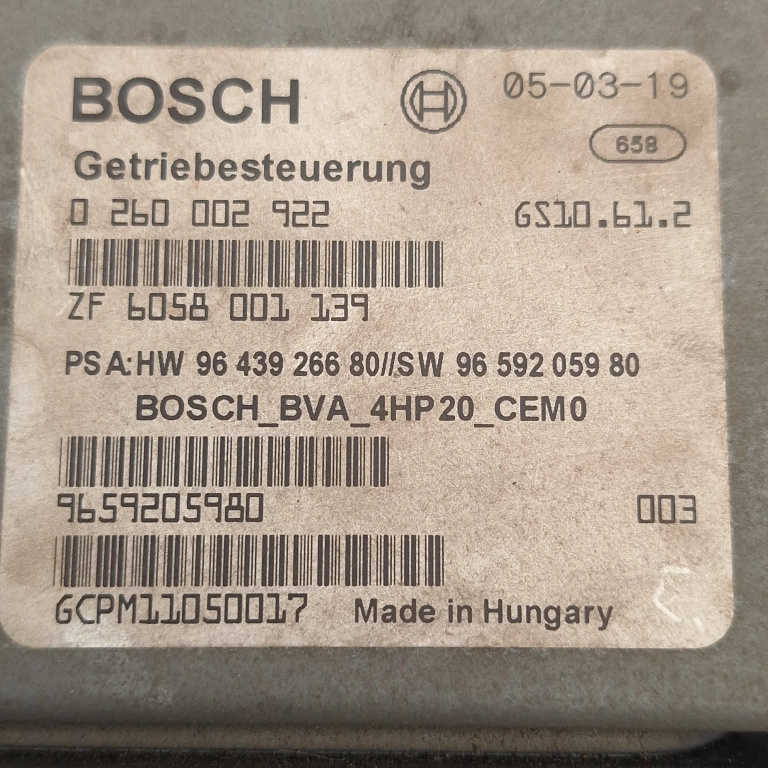 BOSCH 05-03-19
658
Getriebesteuerung
0 260 002 922 GS10.61.2
ZF 6058 001 139
PSA:HW 96 439 266 80//SW 96 592 059 80
BOSCH_BVA_4HP20_CEM0
9659205980 003
GCPM11050017 Made in Hungary